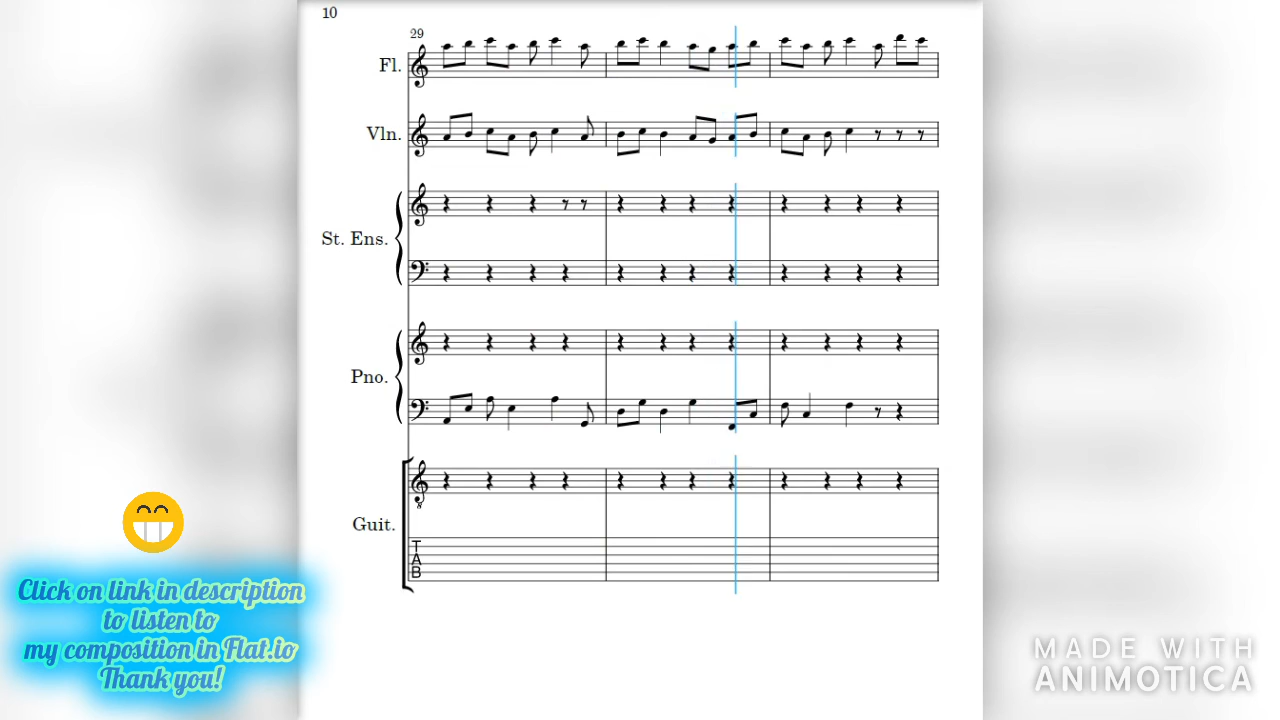 10
29
Fl.
Vln.
St. Ens.
Pno.
8
Guit.
T
A
B
Click on link in description
to listen to
my composition in Flat.io
Thank you!
MADE WITH
ANIMOTICA